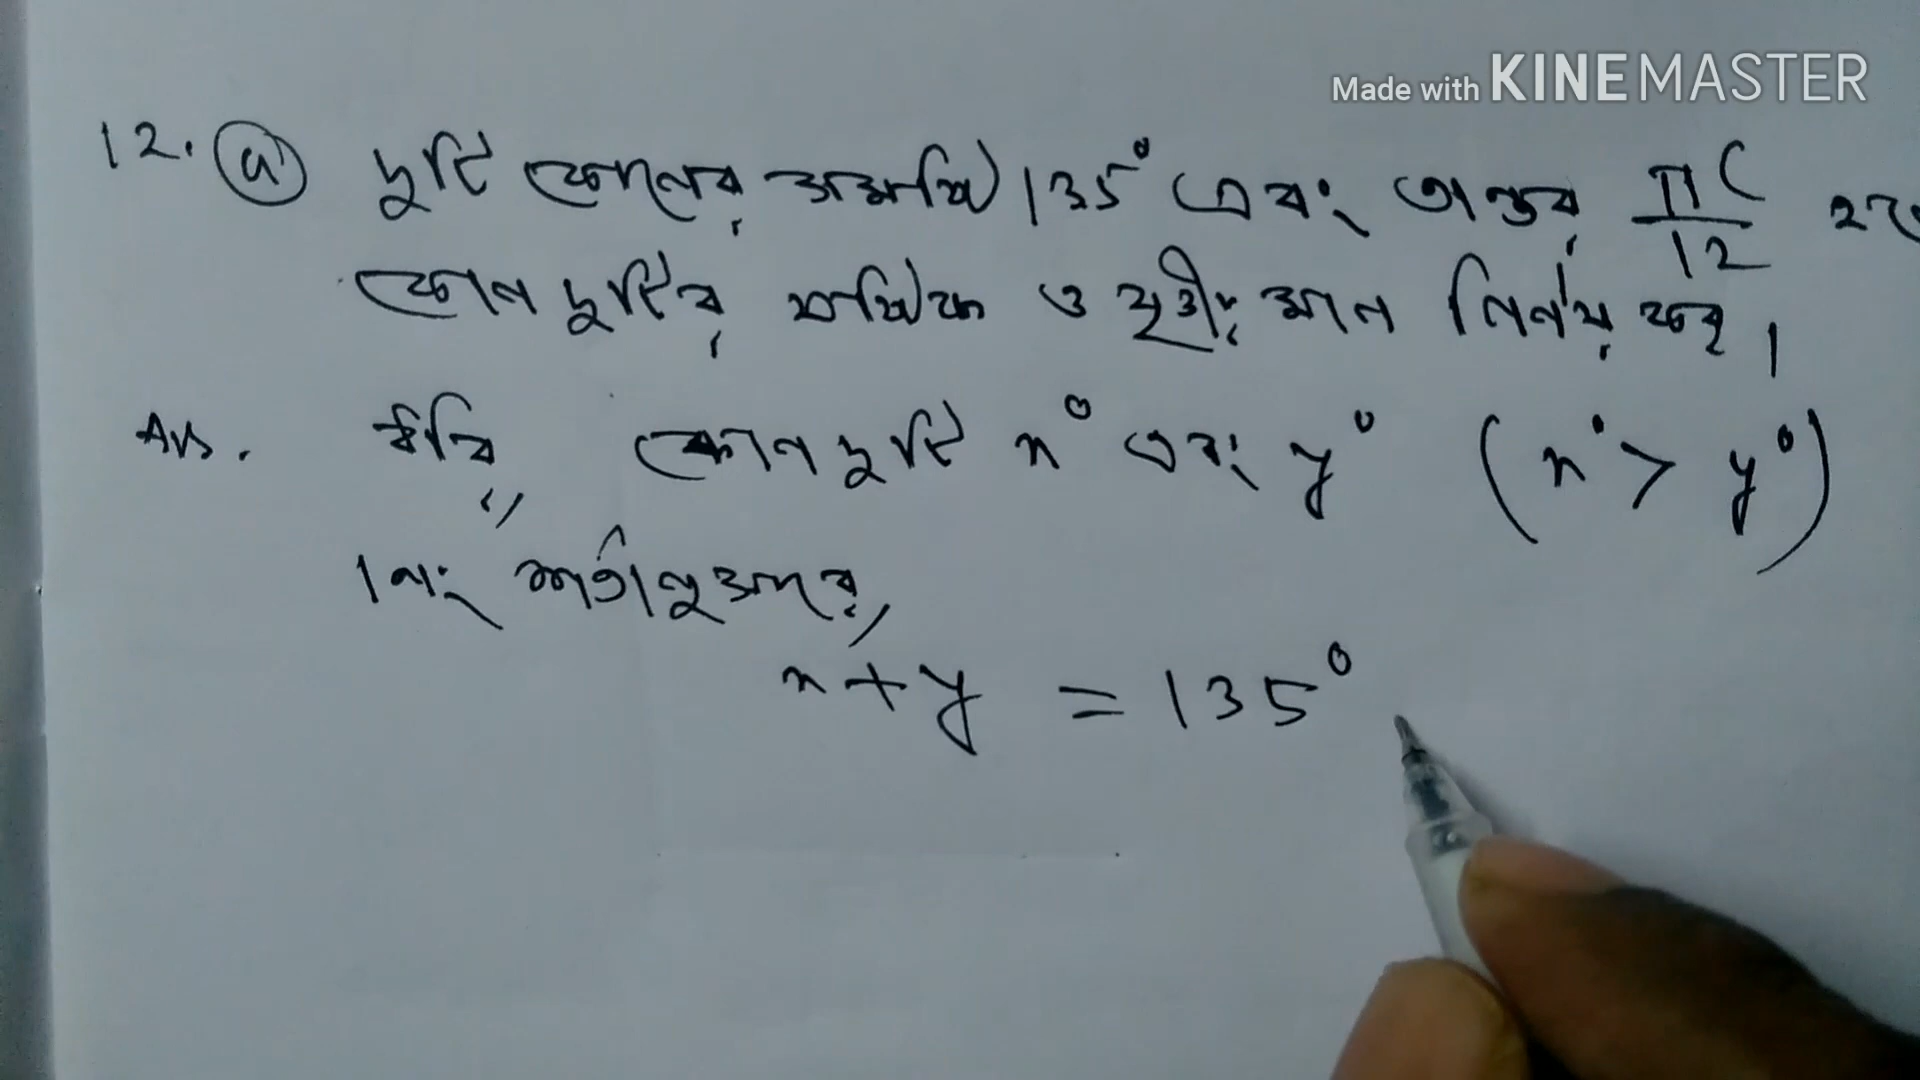 Made with KINEMASTER
12. (a) দুটি কোনের সমষ্টি 135° এবং অন্তর π^c/12 হলে
কোন দুটির ষষ্ঠিক ও বৃত্তীয় মান নির্ণয় কর।
Ans. ধরি, কোন দুটি x° এবং y° (x° > y°)
1নং শর্তানুসারে,
x + y = 135°